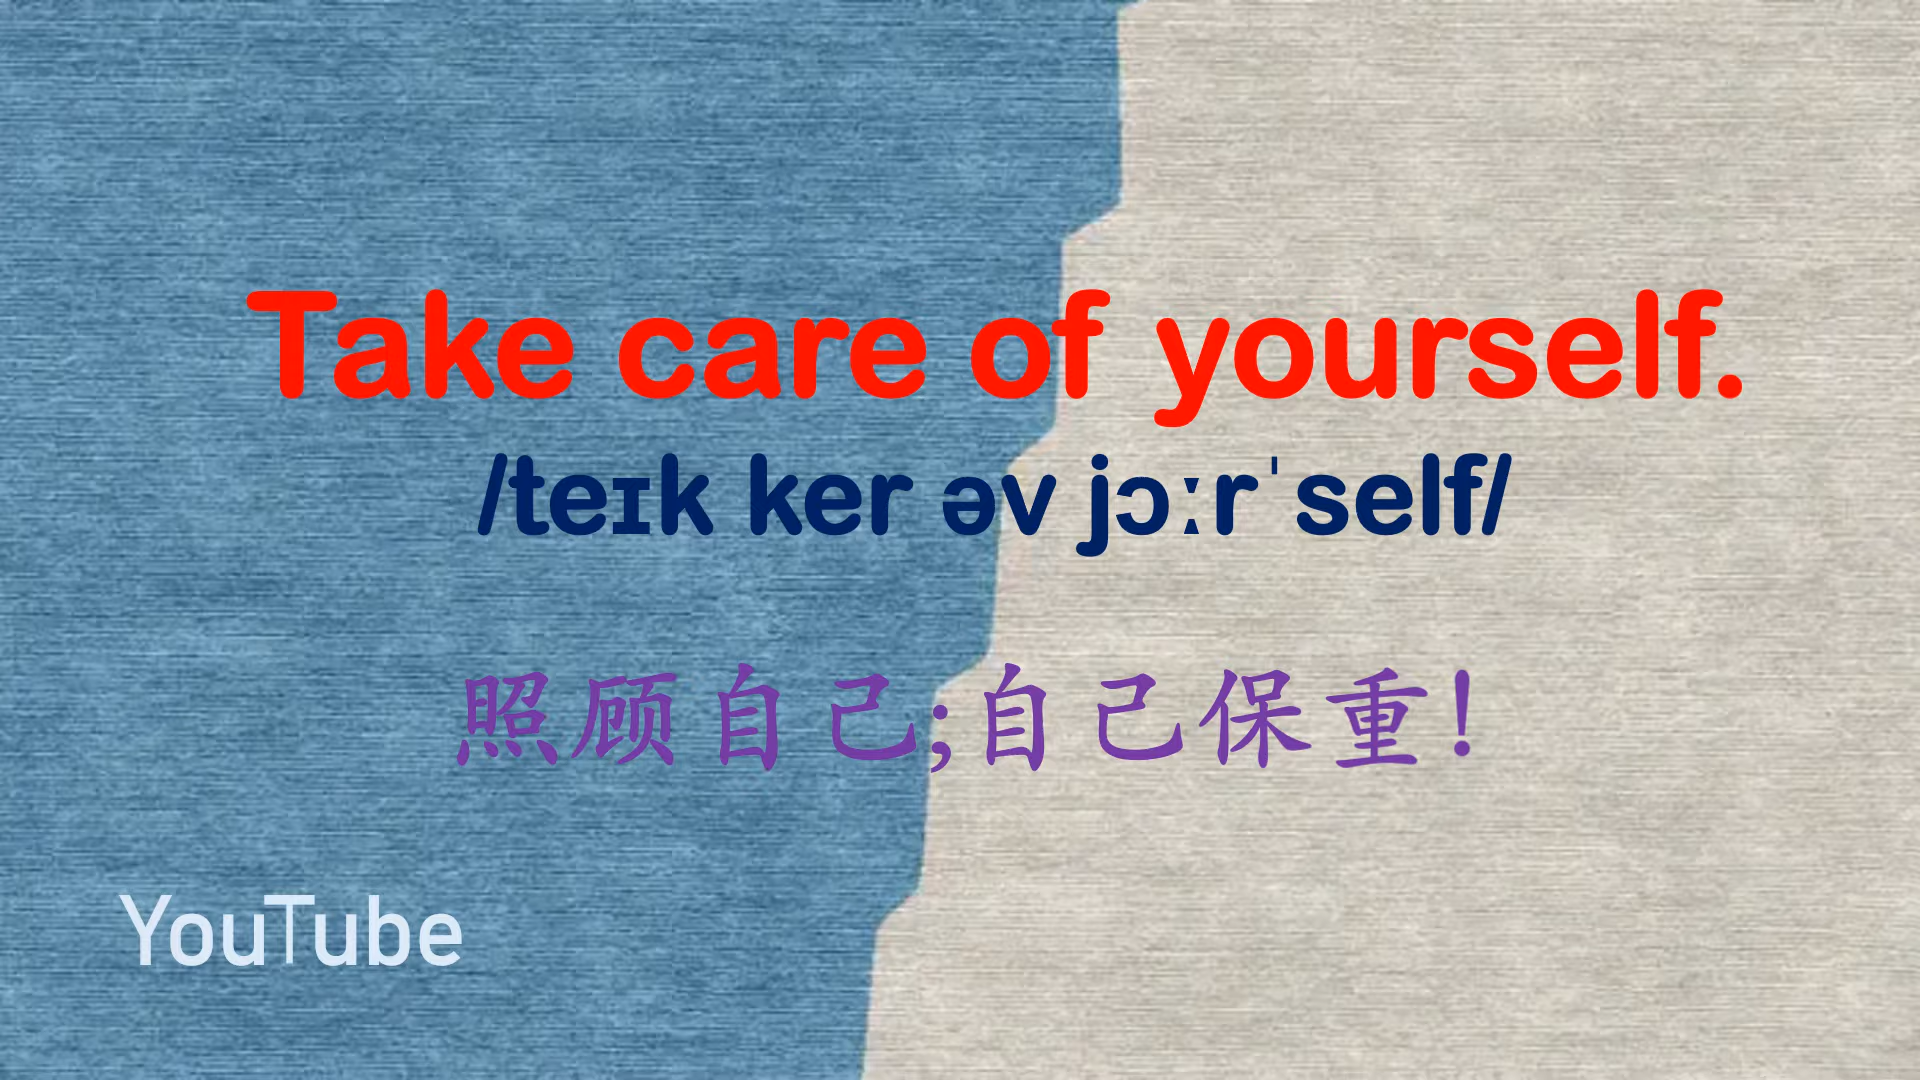 Take care of yourself.
/teɪk ker əv jɔːrˈself/
照顾自己;自己保重!
YouTube